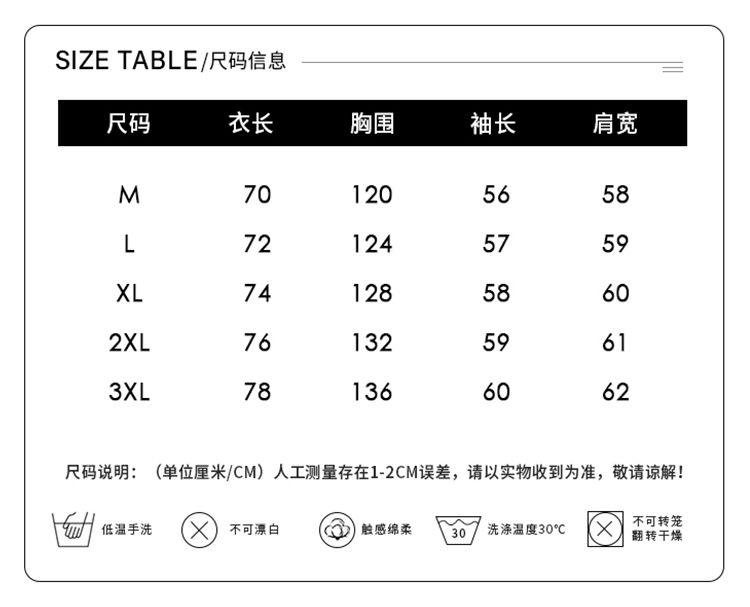 SIZE TABLE/尺码信息
尺码 衣长 胸围 袖长 肩宽
M 70 120 56 58
L 72 124 57 59
XL 74 128 58 60
2XL 76 132 59 61
3XL 78 136 60 62
尺码说明：（单位厘米/CM）人工测量存在1-2CM误差，请以实物收到为准，敬请谅解！
低温手洗
不可漂白
触感绵柔
30
洗涤温度30℃
不可转笼
翻转干燥